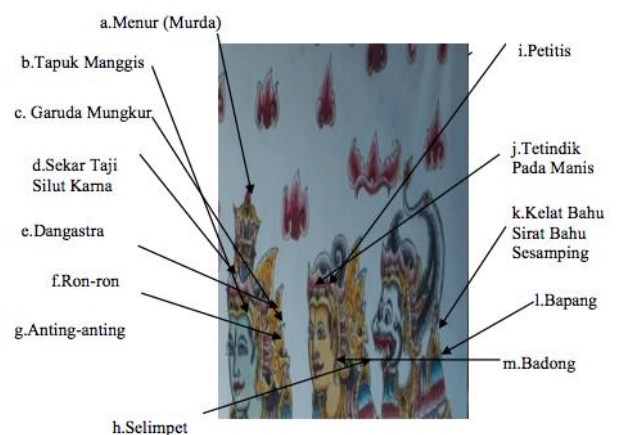 a.Menur (Murda)
b.Tapuk Manggis
c. Garuda Mungkur
d.Sekar Taji
Silut Karna
e.Dangastra
f.Ron-ron
g.Anting-anting
h.Selimpet
i.Petitis
j.Tetindik
Pada Manis
k.Kelat Bahu
Sirat Bahu
Sesamping
l.Bapang
m.Badong